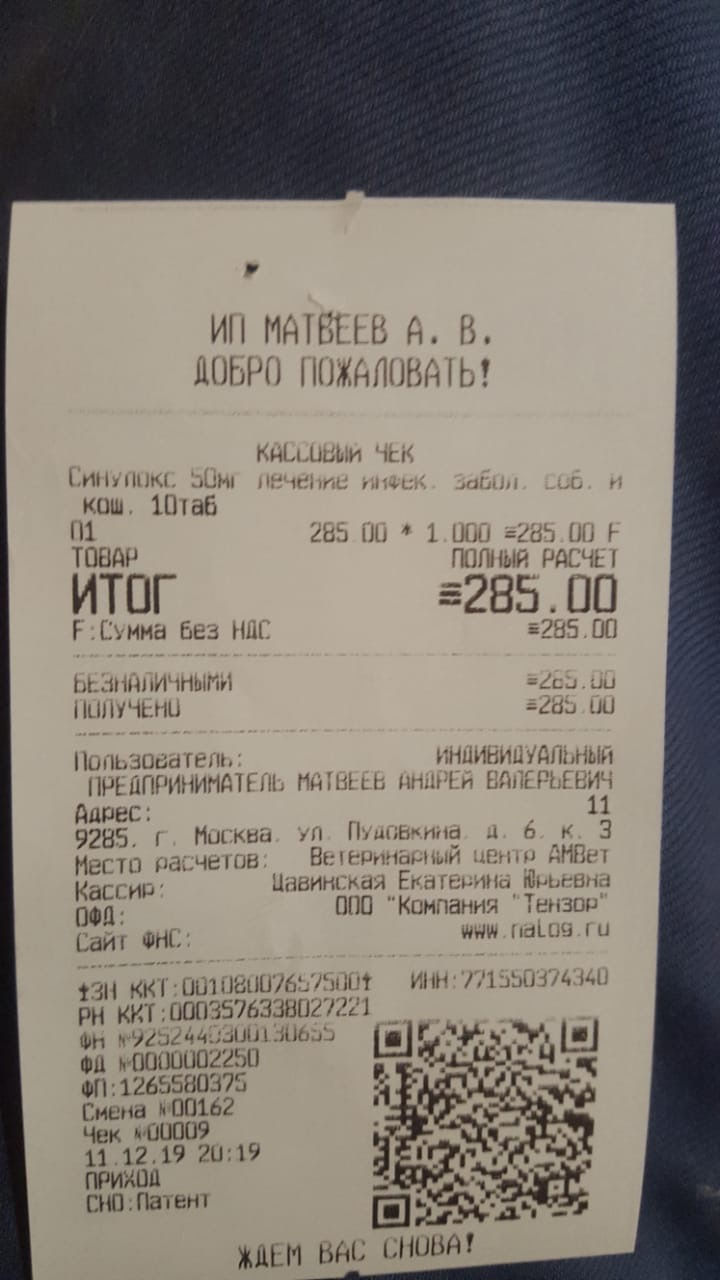 ИП МАТВЕЕВ А. В.
ДОБРО ПОЖАЛОВАТЬ!
КАССОВЫЙ ЧЕК
Синулокс 50мг лечение инфек. забол. соб. и
кош. 10таб
01 285.00 * 1.000 ≡285.00 F
ТОВАР ПОЛНЫЙ РАСЧЕТ
ИТОГ ≡285.00
F:Сумма без НДС ≡285.00
БЕЗНАЛИЧНЫМИ ≡285.00
ПОЛУЧЕНО ≡285.00
Пользователь: ИНДИВИДУАЛЬНЫЙ
ПРЕДПРИНИМАТЕЛЬ МАТВЕЕВ АНДРЕЙ ВАЛЕРЬЕВИЧ
Адрес: 11
9285. г. Москва. ул. Пудовкина. д. 6. к. 3
Место расчетов: Ветеринарный центр АМВет
Кассир: Цавинская Екатерина Юрьевна
ОФД: ООО "Компания "Тензор"
Сайт ФНС: www.nalog.ru
ЗН ККТ:00108007657500 ИНН:771550374340
РН ККТ:0003576338027221
ФН №9252440300130655
ФД №0000002250
ФП:1265580375
Смена №00162
Чек №00009
11.12.19 20:19
ПРИХОД
СНО:Патент
ЖДЕМ ВАС СНОВА!